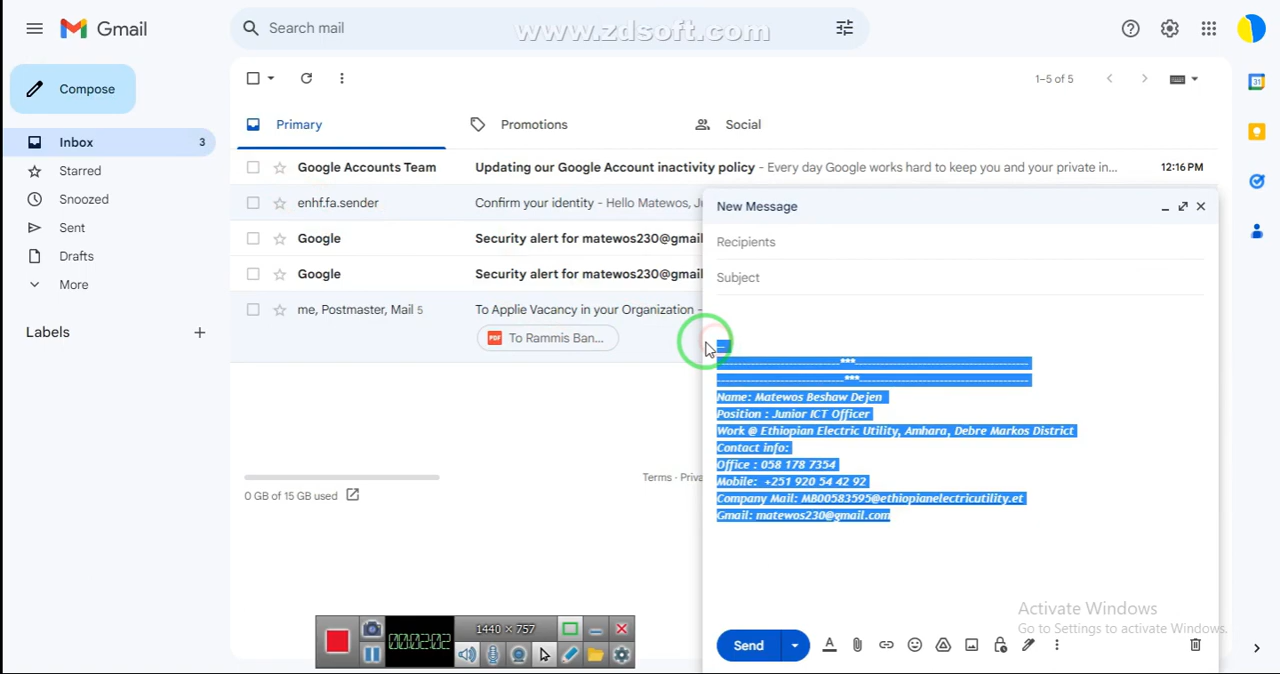 Gmail
Search mail
www.zdsoft.com
Compose
1–5 of 5
Inbox 3
Starred
Snoozed
Sent
Drafts
More
Labels
Primary
Promotions
Social
Google Accounts Team Updating our Google Account inactivity policy - Every day Google works hard to keep you and your private in... 12:16 PM
enhf.fa.sender Confirm your identity - Hello Matewos, Ju
Google Security alert for matewos230@gmail
Google Security alert for matewos230@gmail
me, Postmaster, Mail 5 To Applie Vacancy in your Organization -
PDF To Rammis Ban...
0 GB of 15 GB used
Terms · Priva
31
New Message
Recipients
Subject
--
-----------------------------------***-----------------------------------------------
------------------------------------***----------------------------------------------
Name: Matewos Beshaw Dejen
Position : Junior ICT Officer
Work @ Ethiopian Electric Utility, Amhara, Debre Markos District
Contact info:
Office : 058 178 7354
Mobile: +251 920 54 42 92
Company Mail: MB00583595@ethiopianelectricutility.et
Gmail: matewos230@gmail.com
Send
Activate Windows
Go to Settings to activate Windows.
1440 × 757